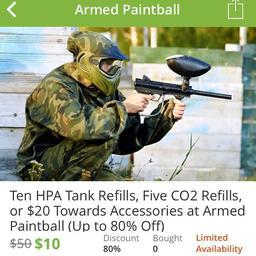 Armed Paintball
Ten HPA Tank Refills, Five CO2 Refills,
or $20 Towards Accessories at Armed
Paintball (Up to 80% Off)
$50 $10
Discount
80%
Bought
0
Limited
Availability